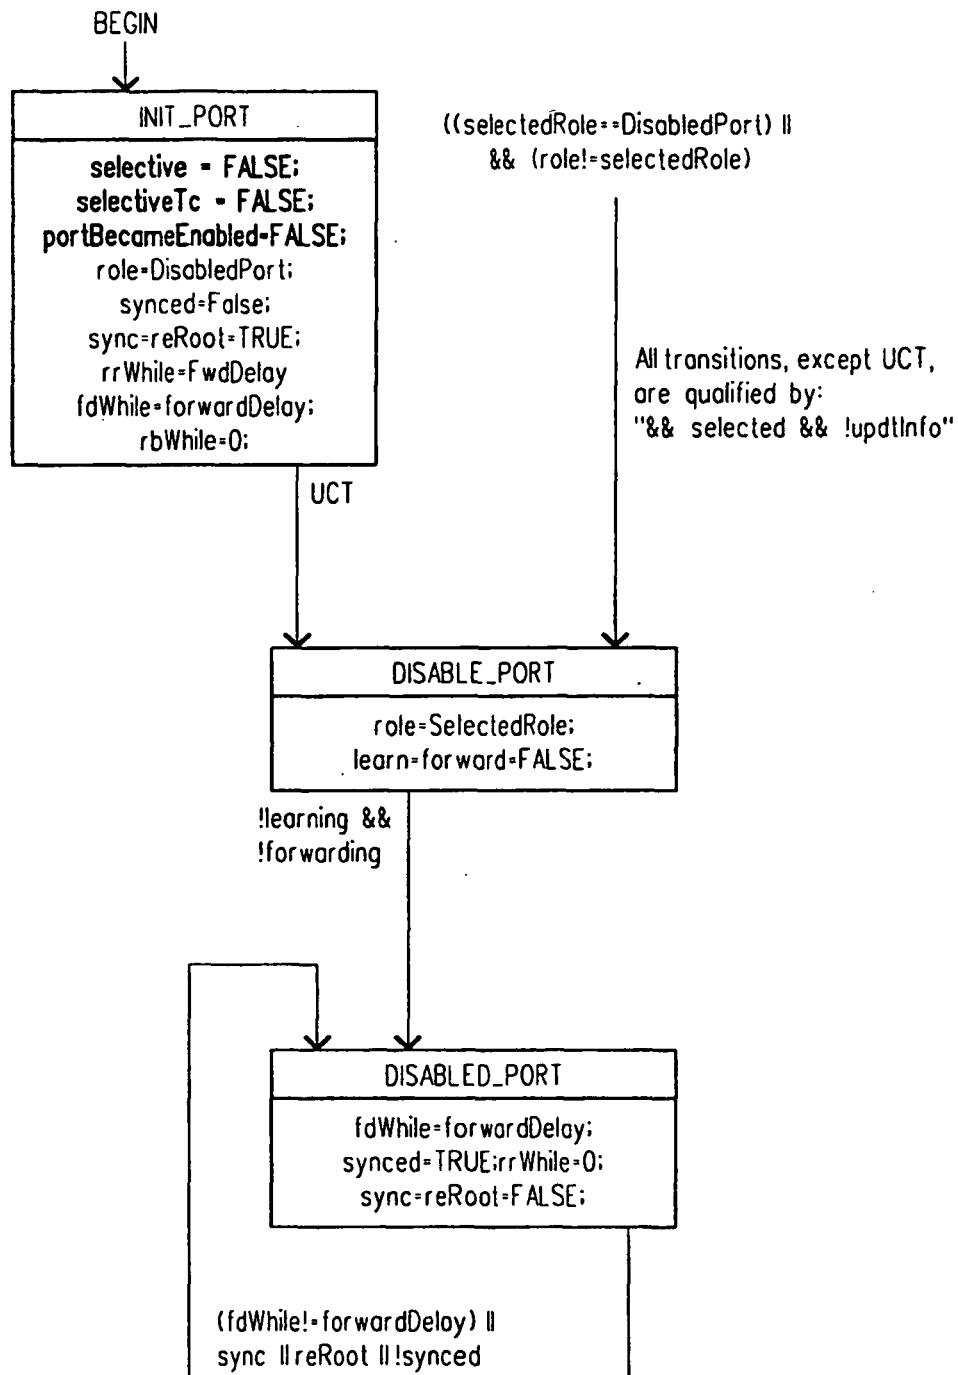 BEGIN
INIT_PORT
selective = FALSE;
selectiveTc = FALSE;
portBecameEnabled=FALSE;
role=DisabledPort;
synced=False;
sync=reRoot=TRUE;
rrWhile=FwdDelay
fdWhile=forwardDelay;
rbWhile=0;
((selectedRole==DisabledPort) ||
&& (role!=selectedRole)
All transitions, except UCT,
are qualified by:
"&& selected && !updtInfo"
UCT
DISABLE_PORT
role=SelectedRole;
learn=forward=FALSE;
!learning &&
!forwarding
DISABLED_PORT
fdWhile=forwardDelay;
synced=TRUE;rrWhile=0;
sync=reRoot=FALSE;
(fdWhile!=forwardDelay) ||
sync || reRoot || !synced